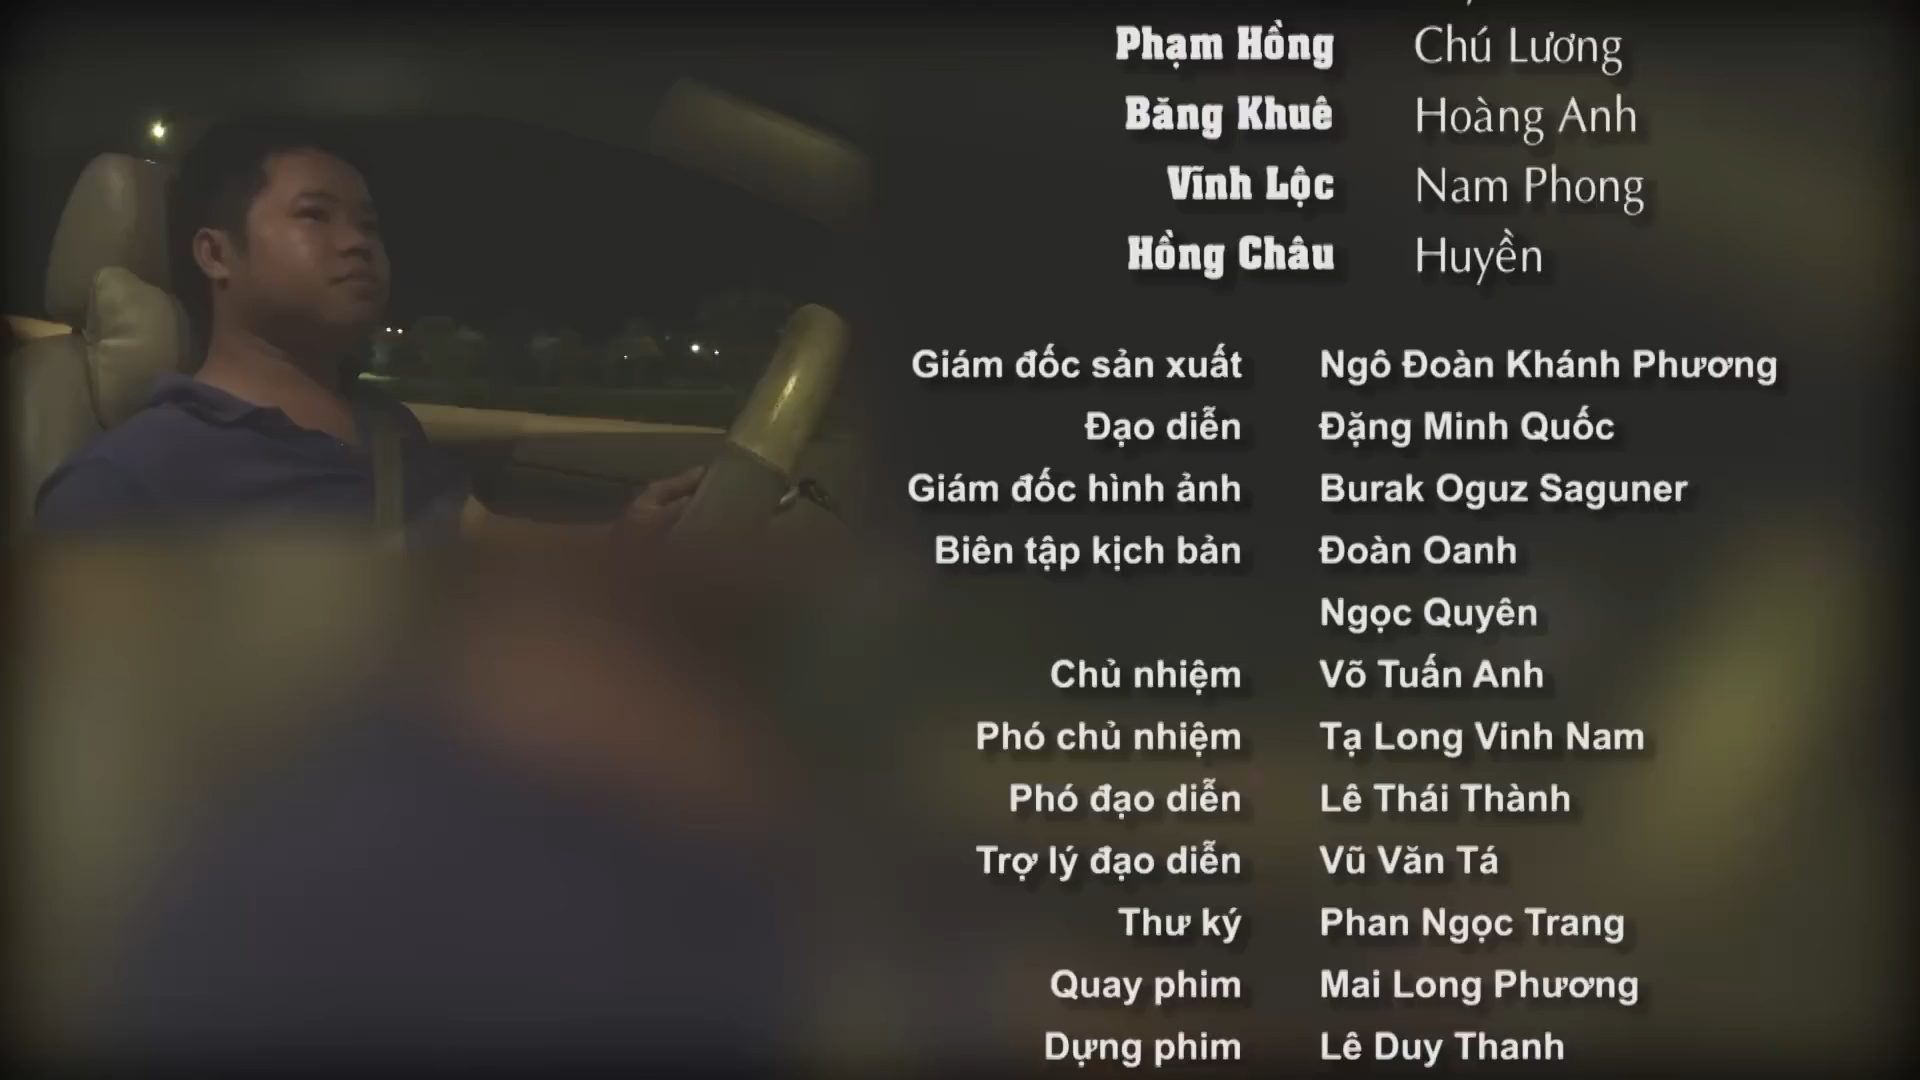 Phạm Hồng Chú Lương
Băng Khuê Hoàng Anh
Vĩnh Lộc Nam Phong
Hồng Châu Huyền
Giám đốc sản xuất Ngô Đoàn Khánh Phương
Đạo diễn Đặng Minh Quốc
Giám đốc hình ảnh Burak Oguz Saguner
Biên tập kịch bản Đoàn Oanh
Ngọc Quyên
Chủ nhiệm Võ Tuấn Anh
Phó chủ nhiệm Tạ Long Vinh Nam
Phó đạo diễn Lê Thái Thành
Trợ lý đạo diễn Vũ Văn Tá
Thư ký Phan Ngọc Trang
Quay phim Mai Long Phương
Dựng phim Lê Duy Thanh